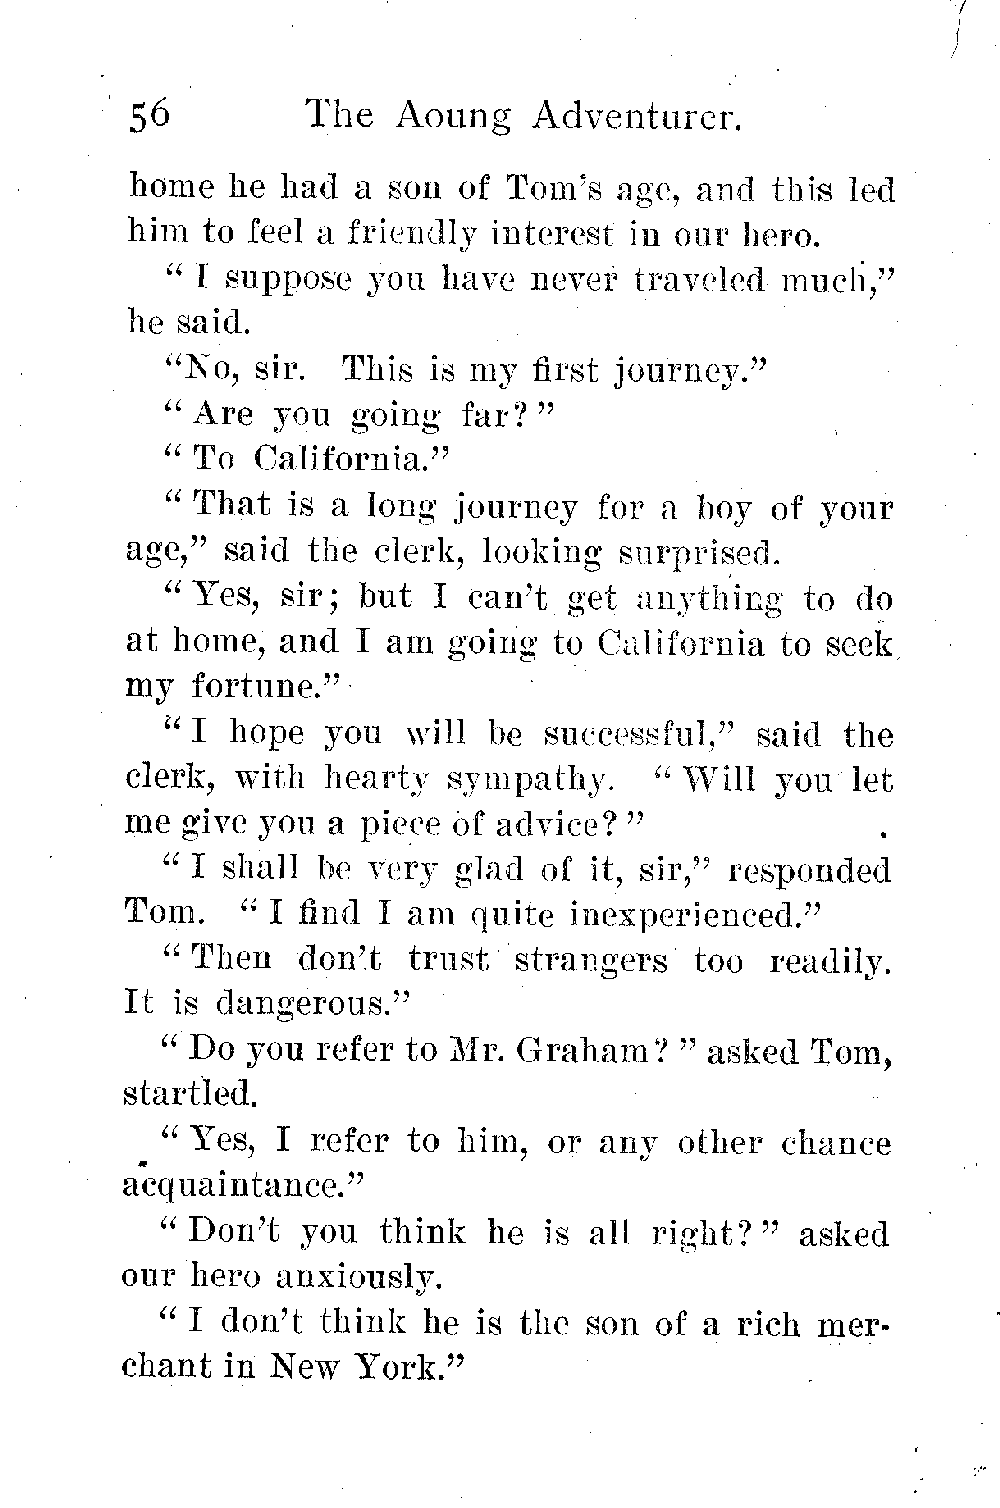 56 The Aoung Adventurer.
home he had a son of Tom's age, and this led
him to feel a friendly interest in our hero.
“ I suppose you have never traveled much,”
he said.
“No, sir. This is my first journey.”
“ Are you going far? ”
“ To California.”
“ That is a long journey for a boy of your
age,” said the clerk, looking surprised.
“ Yes, sir; but I can't get anything to do
at home, and I am going to California to seek
my fortune.”
“ I hope you will be successful,” said the
clerk, with hearty sympathy. “ Will you let
me give you a piece of advice? ”
“ I shall be very glad of it, sir,” responded
Tom. “ I find I am quite inexperienced.”
“ Then don't trust strangers too readily.
It is dangerous.”
“ Do you refer to Mr. Graham? ” asked Tom,
startled.
“ Yes, I refer to him, or any other chance
acquaintance.”
“ Don't you think he is all right? ” asked
our hero anxiously.
“ I don't think he is the son of a rich mer-
chant in New York.”